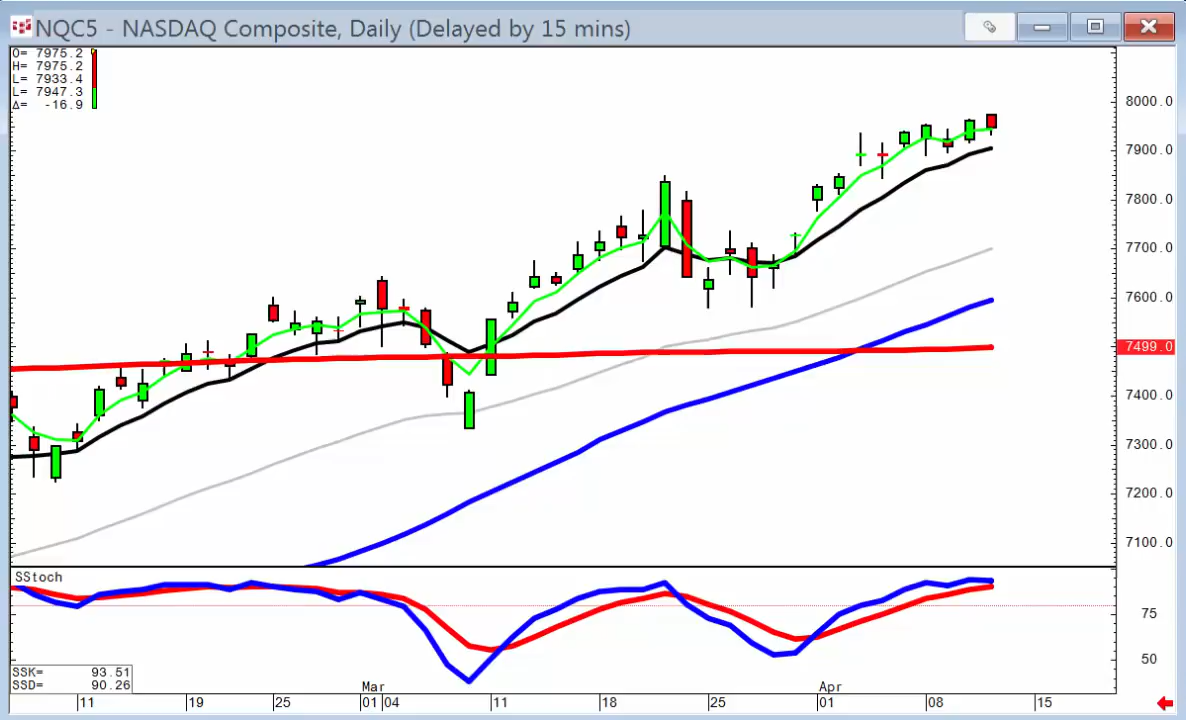 NQC5 - NASDAQ Composite, Daily (Delayed by 15 mins)
O= 7975.2
H= 7975.2
L= 7933.4
L= 7947.3
Δ= -16.9
8000.0
7900.0
7800.0
7700.0
7600.0
7499.0
7400.0
7300.0
7200.0
7100.0
SStoch
75
50
SSK= 93.51
SSD= 90.26
Mar Apr
11 19 25 01 04 11 18 25 01 08 15